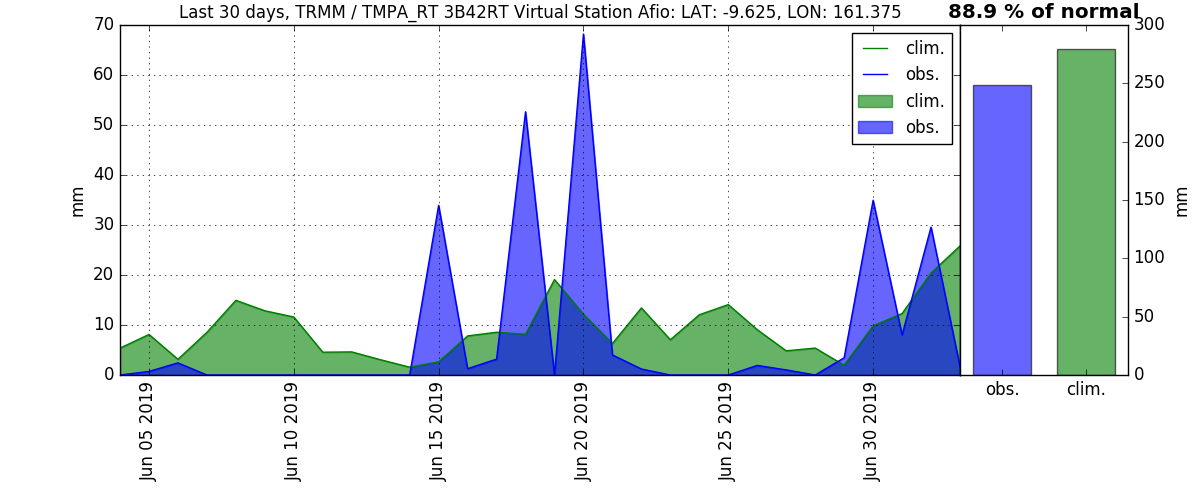 Last 30 days, TRMM / TMPA_RT 3B42RT Virtual Station Afio: LAT: -9.625, LON: 161.375
88.9 % of normal
70
60
50
40
30
20
10
0
mm
clim.
obs.
clim.
obs.
Jun 05 2019
Jun 10 2019
Jun 15 2019
Jun 20 2019
Jun 25 2019
Jun 30 2019
300
250
200
150
100
50
0
mm
obs.
clim.